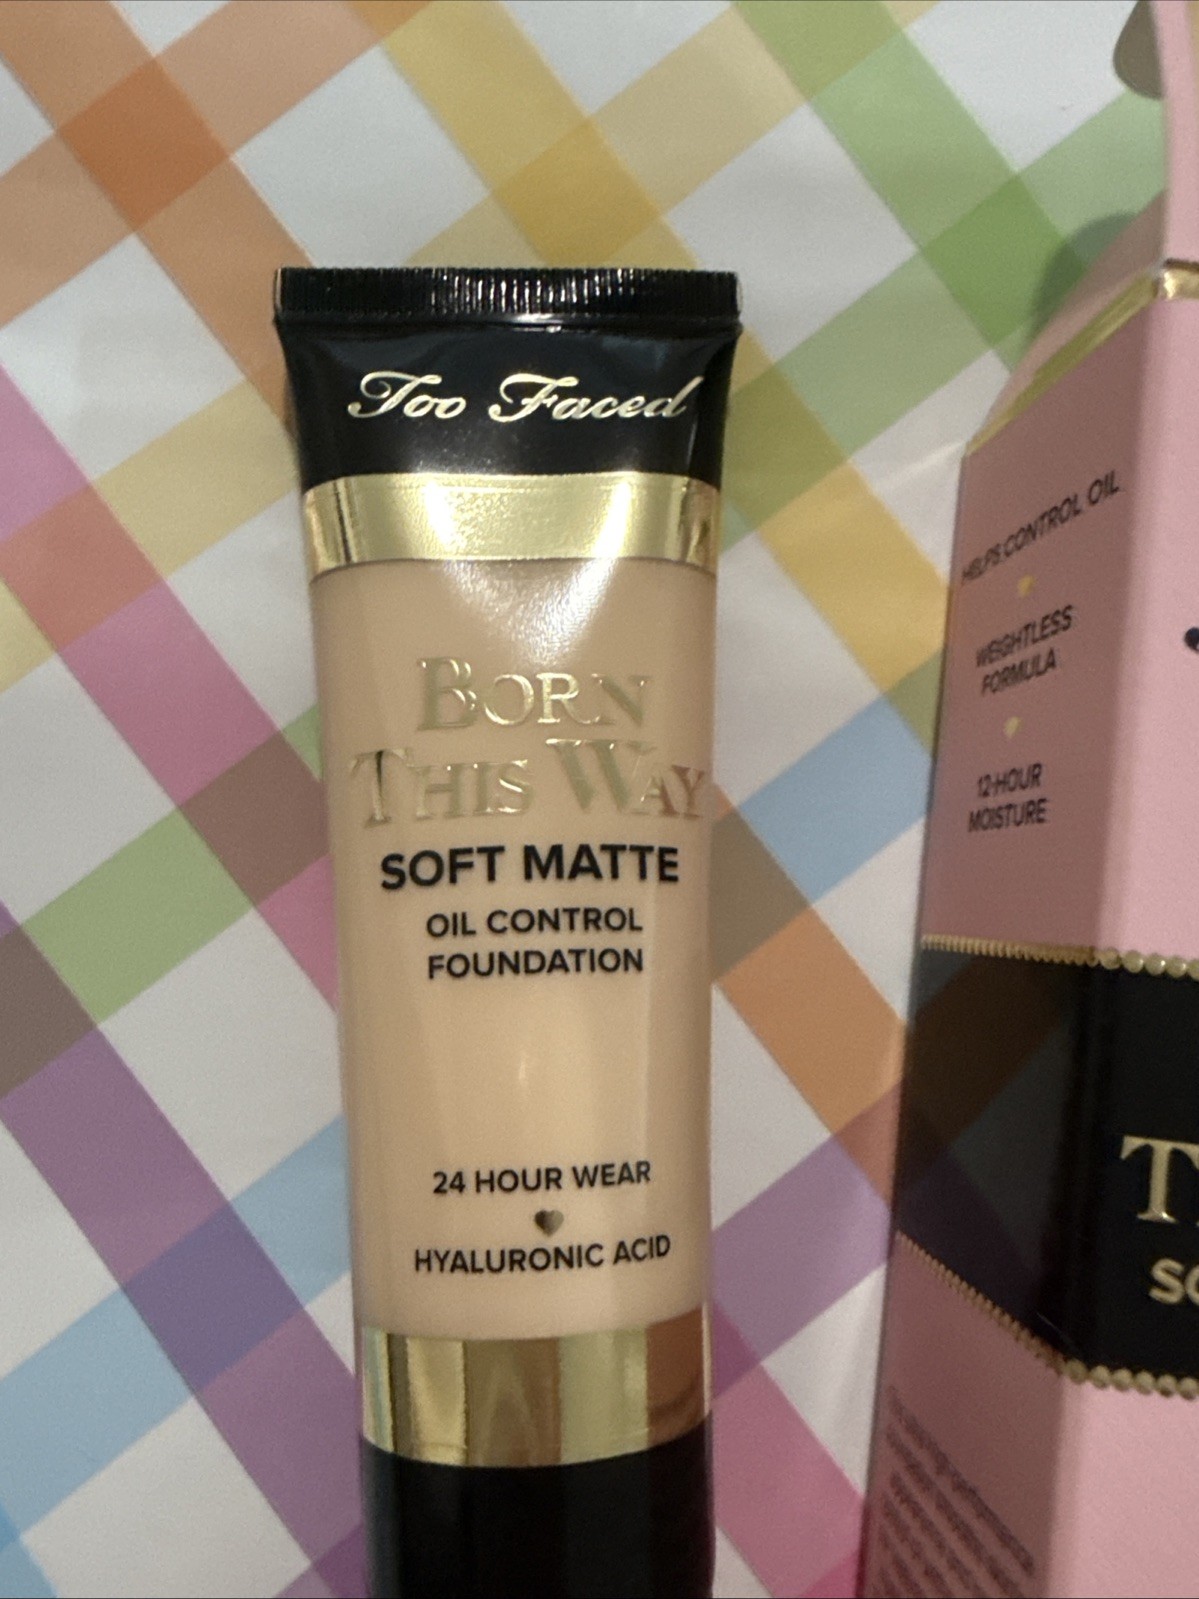 Too Faced
BORN
THIS WAY
SOFT MATTE
OIL CONTROL
FOUNDATION
24 HOUR WEAR
HYALURONIC ACID
HELPS CONTROL OIL
WEIGHTLESS
FORMULA
12-HOUR
MOISTURE